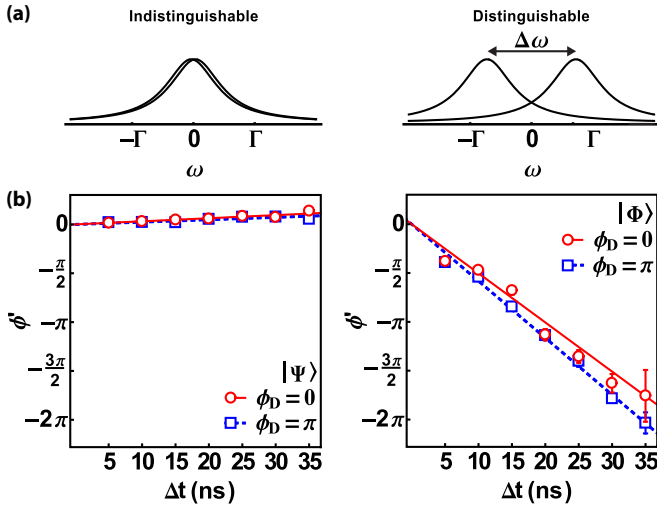 (a)
Indistinguishable
−Γ 0 Γ
ω
Distinguishable
Δω
−Γ 0 Γ
ω
(b)
0
−π/2
−π
−3π/2
−2π
ϕ'
|Ψ⟩
ϕD = 0
ϕD = π
5 10 15 20 25 30 35
Δt (ns)
0
−π/2
−π
−3π/2
−2π
ϕ'
|Φ⟩
ϕD = 0
ϕD = π
5 10 15 20 25 30 35
Δt (ns)